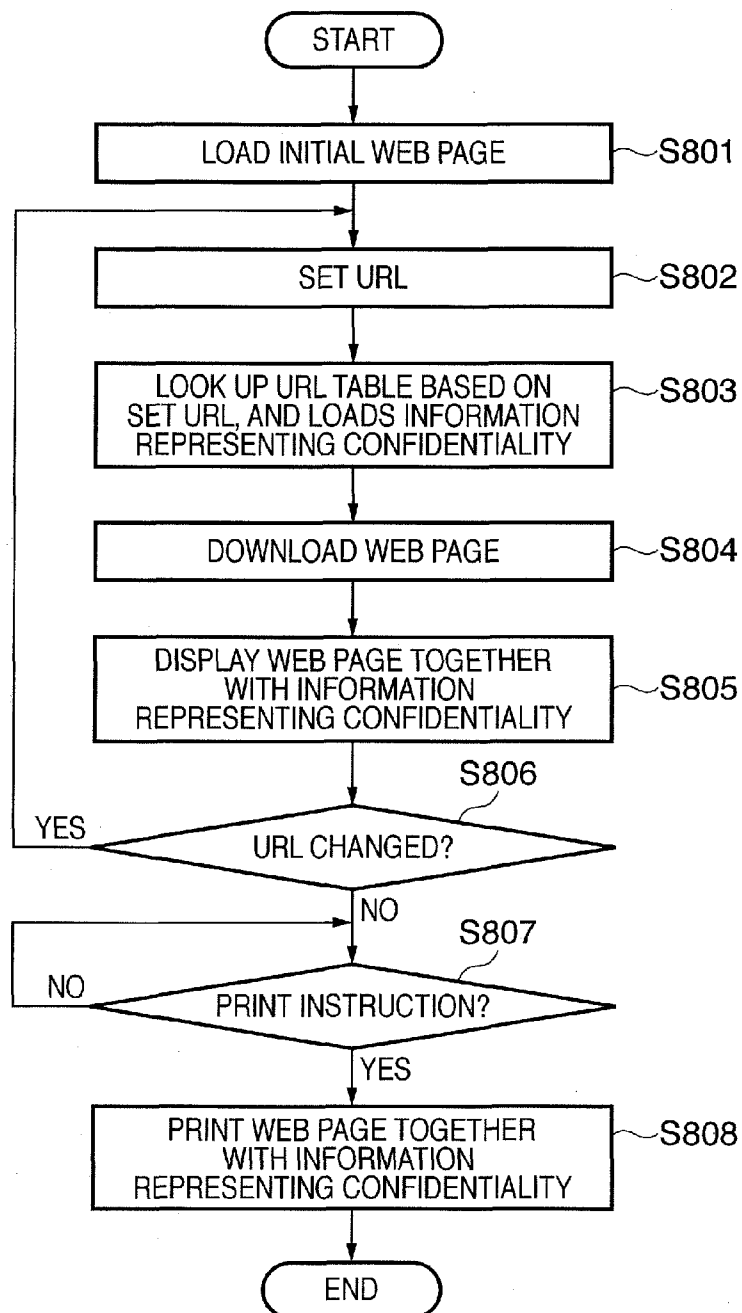 START
LOAD INITIAL WEB PAGE
S801
SET URL
S802
LOOK UP URL TABLE BASED ON
SET URL, AND LOADS INFORMATION
REPRESENTING CONFIDENTIALITY
S803
DOWNLOAD WEB PAGE
S804
DISPLAY WEB PAGE TOGETHER
WITH INFORMATION
REPRESENTING CONFIDENTIALITY
S805
S806
YES
URL CHANGED?
NO
S807
NO
PRINT INSTRUCTION?
YES
PRINT WEB PAGE TOGETHER
WITH INFORMATION
REPRESENTING CONFIDENTIALITY
S808
END